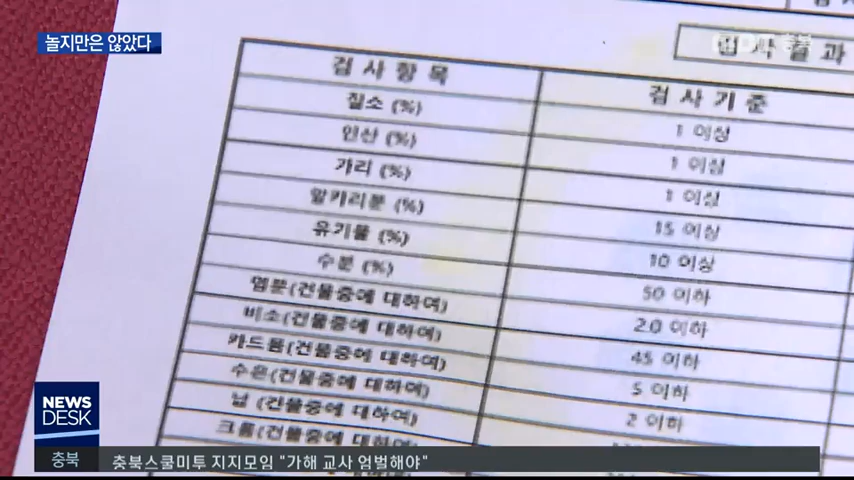 놀지만은 않았다
충북
검 사 항 목 검 사 기 준
질소 (%) 1 이상
인산 (%) 1 이상
가리 (%) 1 이상
알카리분 (%) 15 이상
유기물 (%) 10 이상
수분 (%) 50 이하
염분(건물중에 대하여) 2.0 이하
비소(건물중에 대하여) 45 이하
카드뮴(건물중에 대하여) 5 이하
수은(건물중에 대하여) 2 이하
납 (건물중에 대하여)
크롬(건물중에 대하여)
NEWS
DESK
충북 충북스쿨미투 지지모임 "가해 교사 엄벌해야"